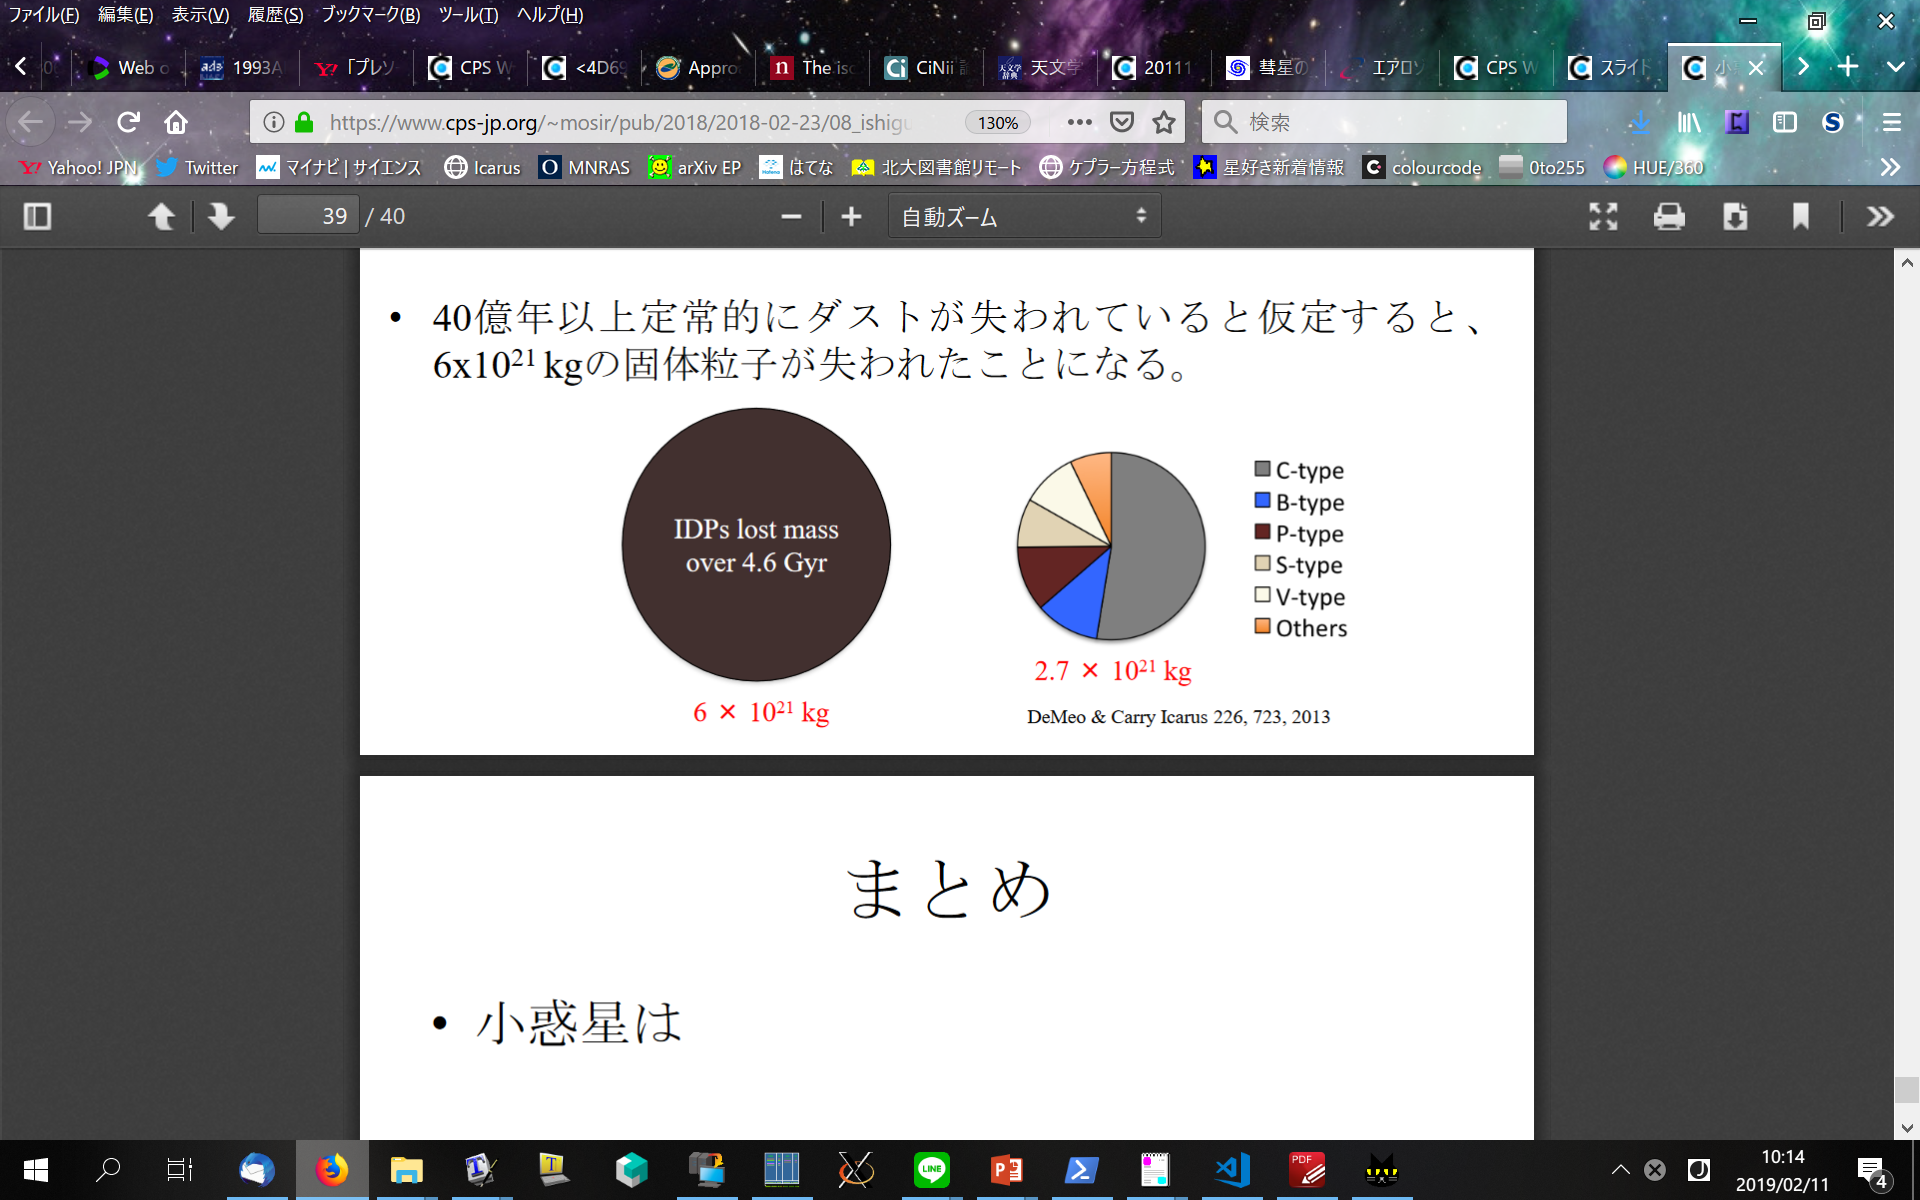 ファイル(F) 編集(E) 表示(V) 履歴(S) ブックマーク(B) ツール(T) ヘルプ(H)
Web 1993A 「プレゾ CPS W <4D69 Appro The iso CiNii 天文学 20111 彗星の エアロゾ CPS W スライド 小
https://www.cps-jp.org/~mosir/pub/2018/2018-02-23/08_ishigu 130% 検索
Yahoo! JPN Twitter マイナビ | サイエンス Icarus MNRAS arXiv EP はてな 北大図書館リモート ケプラー方程式 星好き新着情報 colourcode 0to255 HUE/360
39 / 40 自動ズーム
• 40億年以上定常的にダストが失われていると仮定すると、
6x10²¹ kgの固体粒子が失われたことになる。
IDPs lost mass
over 4.6 Gyr
6 × 10²¹ kg
C-type
B-type
P-type
S-type
V-type
Others
2.7 × 10²¹ kg
DeMeo & Carry Icarus 226, 723, 2013
まとめ
• 小惑星は
10:14
2019/02/11
4